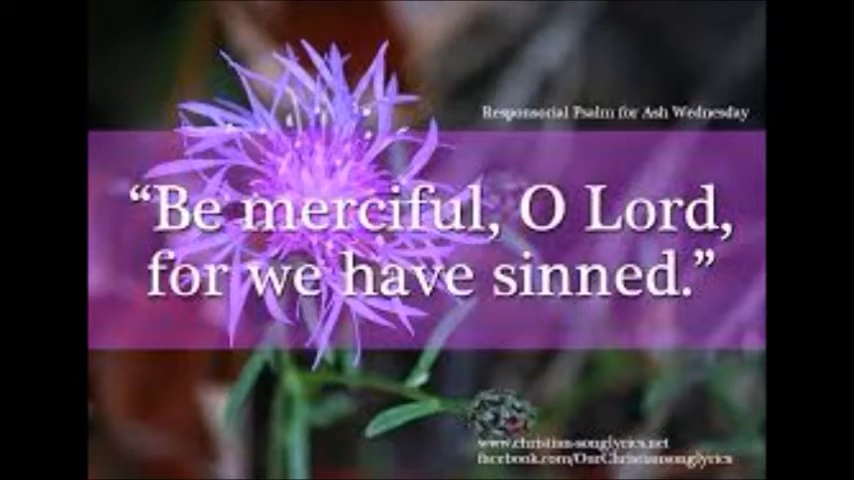 Responsorial Psalm for Ash Wednesday
“Be merciful, O Lord,
for we have sinned.”
www.christian-songlyrics.net
facebook.com/OurChristiansonglyrics